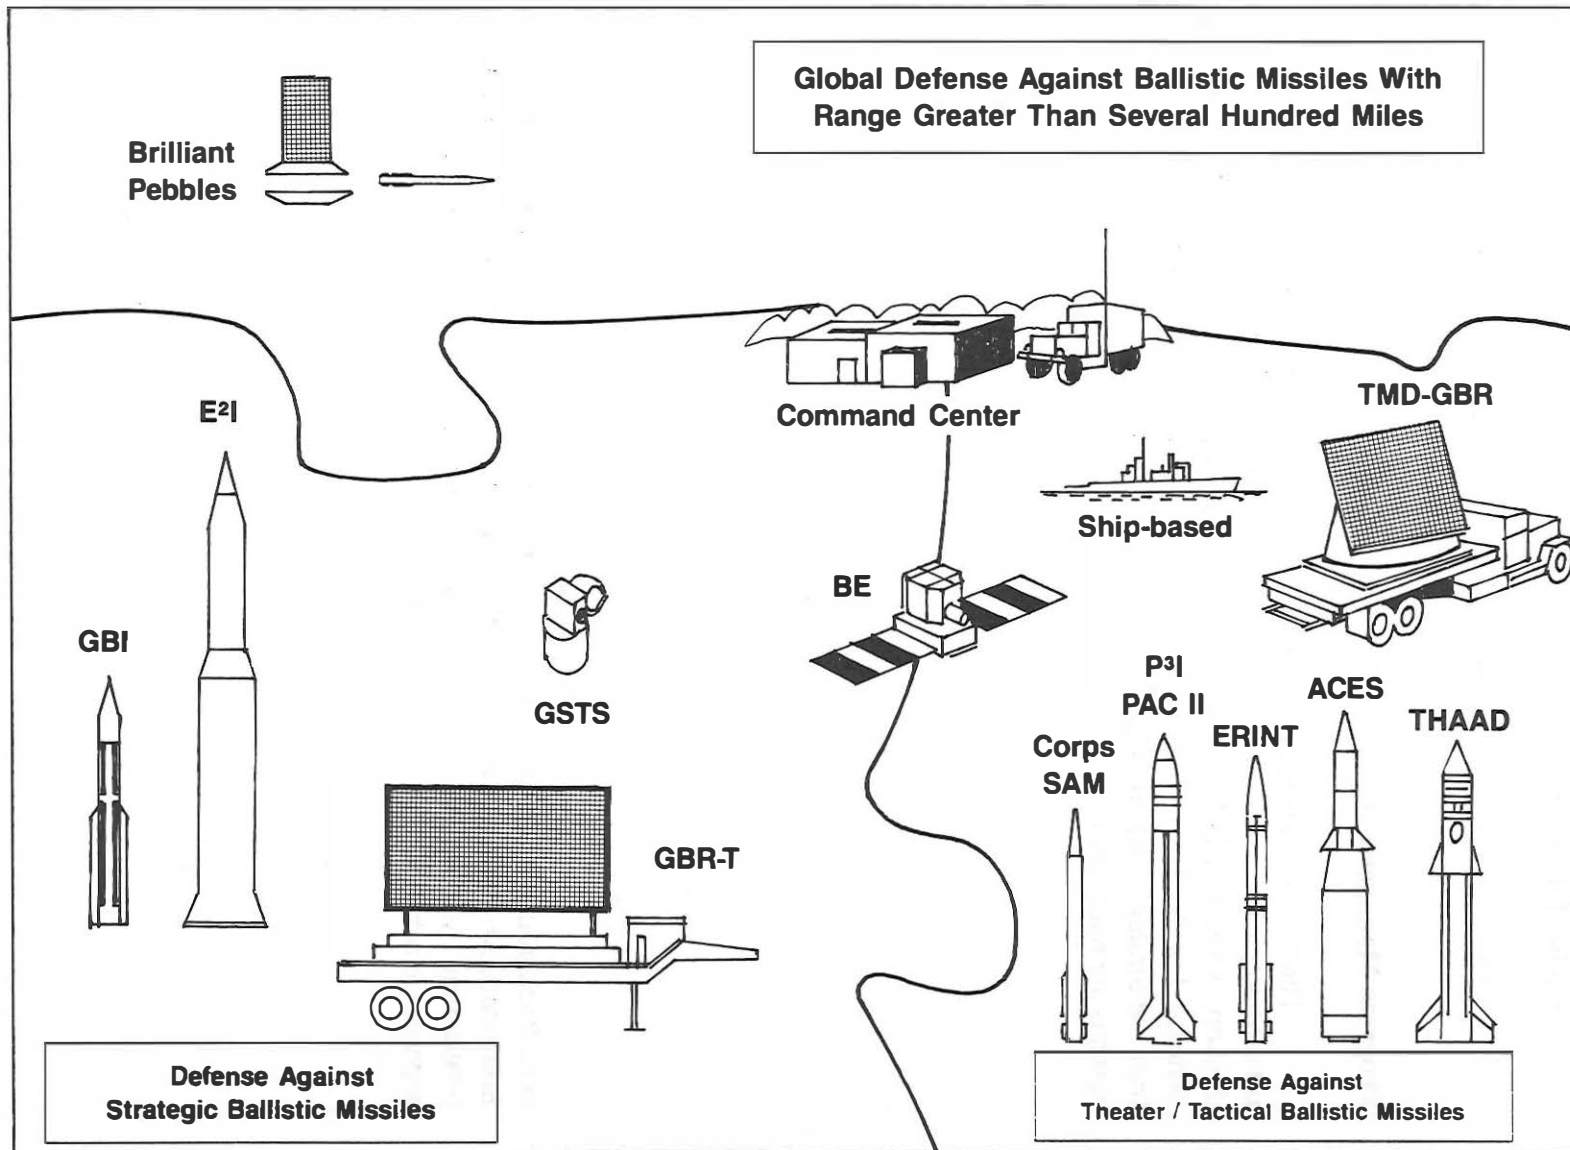 Global Defense Against Ballistic Missiles With
Range Greater Than Several Hundred Miles
Brilliant
Pebbles
Command Center
TMD-GBR
E²I
Ship-based
BE
GBI
GSTS
P³I
PAC II
ACES
THAAD
ERINT
Corps
SAM
GBR-T
Defense Against
Strategic Ballistic Missiles
Defense Against
Theater / Tactical Ballistic Missiles